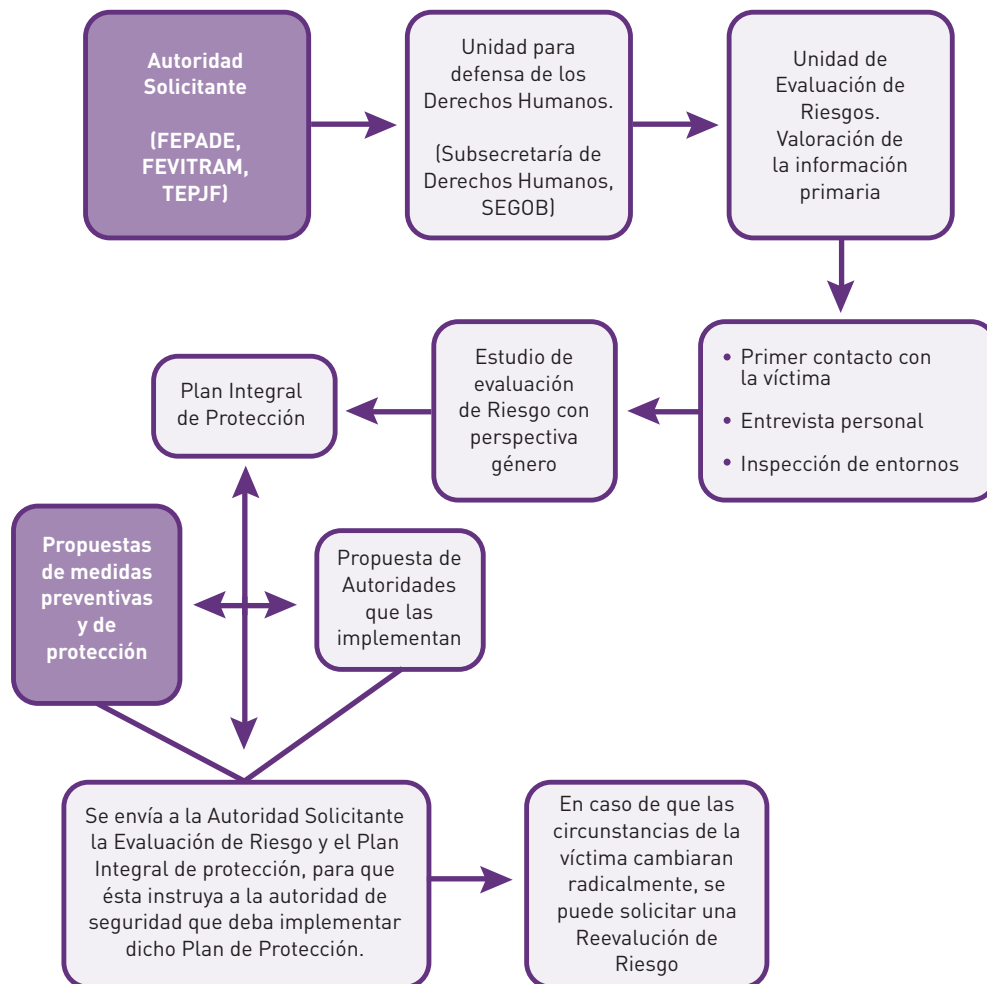 Autoridad
Solicitante
(FEPADE,
FEVITRAM,
TEPJF)
Unidad para
defensa de los
Derechos Humanos.
(Subsecretaría de
Derechos Humanos,
SEGOB)
Unidad de
Evaluación de
Riesgos.
Valoración de
la información
primaria
• Primer contacto con
la víctima
• Entrevista personal
• Inspección de entornos
Estudio de
evaluación
de Riesgo con
perspectiva
género
Plan Integral
de Protección
Propuestas
de medidas
preventivas
y de
protección
Propuesta de
Autoridades
que las
implementan
Se envía a la Autoridad Solicitante
la Evaluación de Riesgo y el Plan
Integral de protección, para que
ésta instruya a la autoridad de
seguridad que deba implementar
dicho Plan de Protección.
En caso de que las
circunstancias de la
víctima cambiaran
radicalmente, se
puede solicitar una
Reevalución de
Riesgo